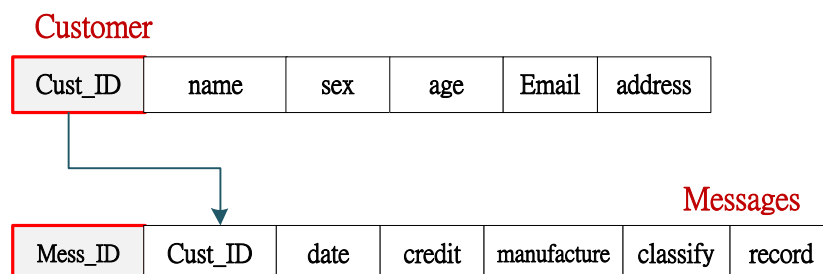 Customer
Cust_ID name sex age Email address
Messages
Mess_ID Cust_ID date credit manufacture classify record